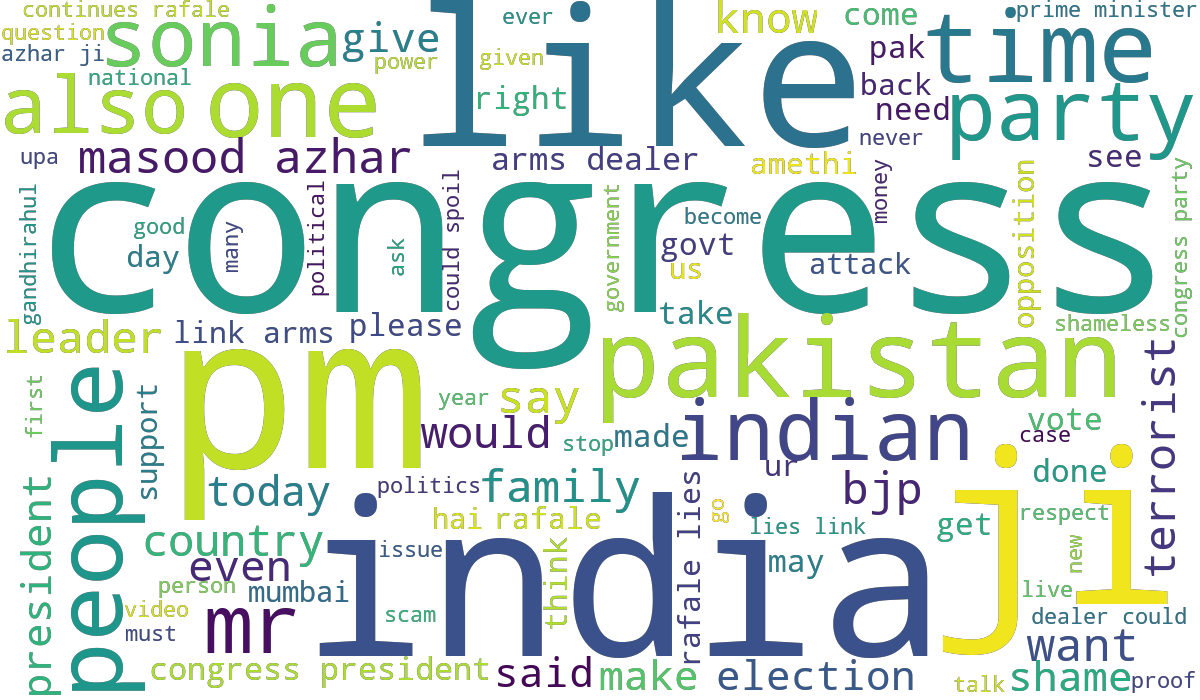 continues rafale
ever
like
know
come
prime minister
question
sonia
give
time
azhar ji
power
given
pak
national
back
also
one
right
need
party
never
upa
masood azhar
arms dealer
amethi
see
congress
gandhirahul
good
day
many
political
ask
could spoil
government
become
govt
us
attack
money
opposition
congress party
take
leader
link arms
please
shameless
pm
pakistan
first
people
support
year
say
would
stop
made
indian
vote
case
terrorist
ur
done
today
politics
family
bjp
hai
rafale
rafale lies
go
lies link
get
ji
respect
president
country
india
issue
even
think
may
new
person
mumbai
live
video
mr
scam
dealer could
must
want
congress president
said
make
election
talk
shame
proof